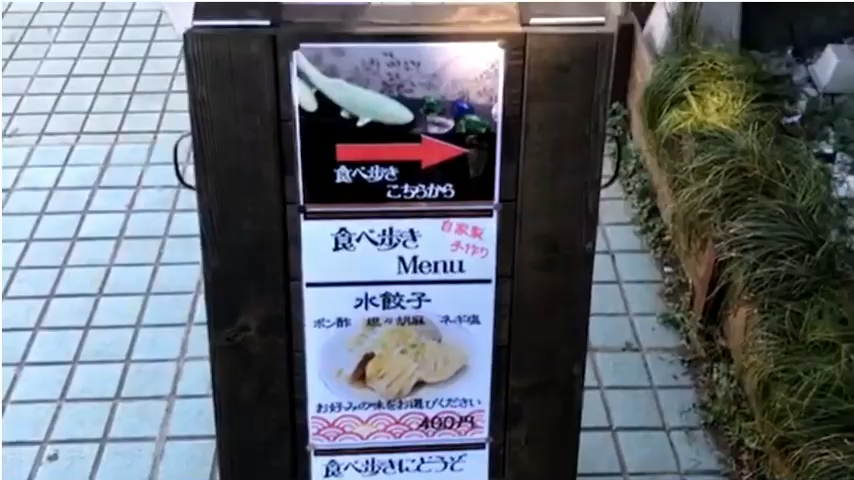 食べ歩き
こちらから
食べ歩き
自家製
手作り
Menu
水餃子
ポン酢 坦々胡麻 ネギ塩
お好みの味をお選びください
400円
食べ歩きにどうぞ